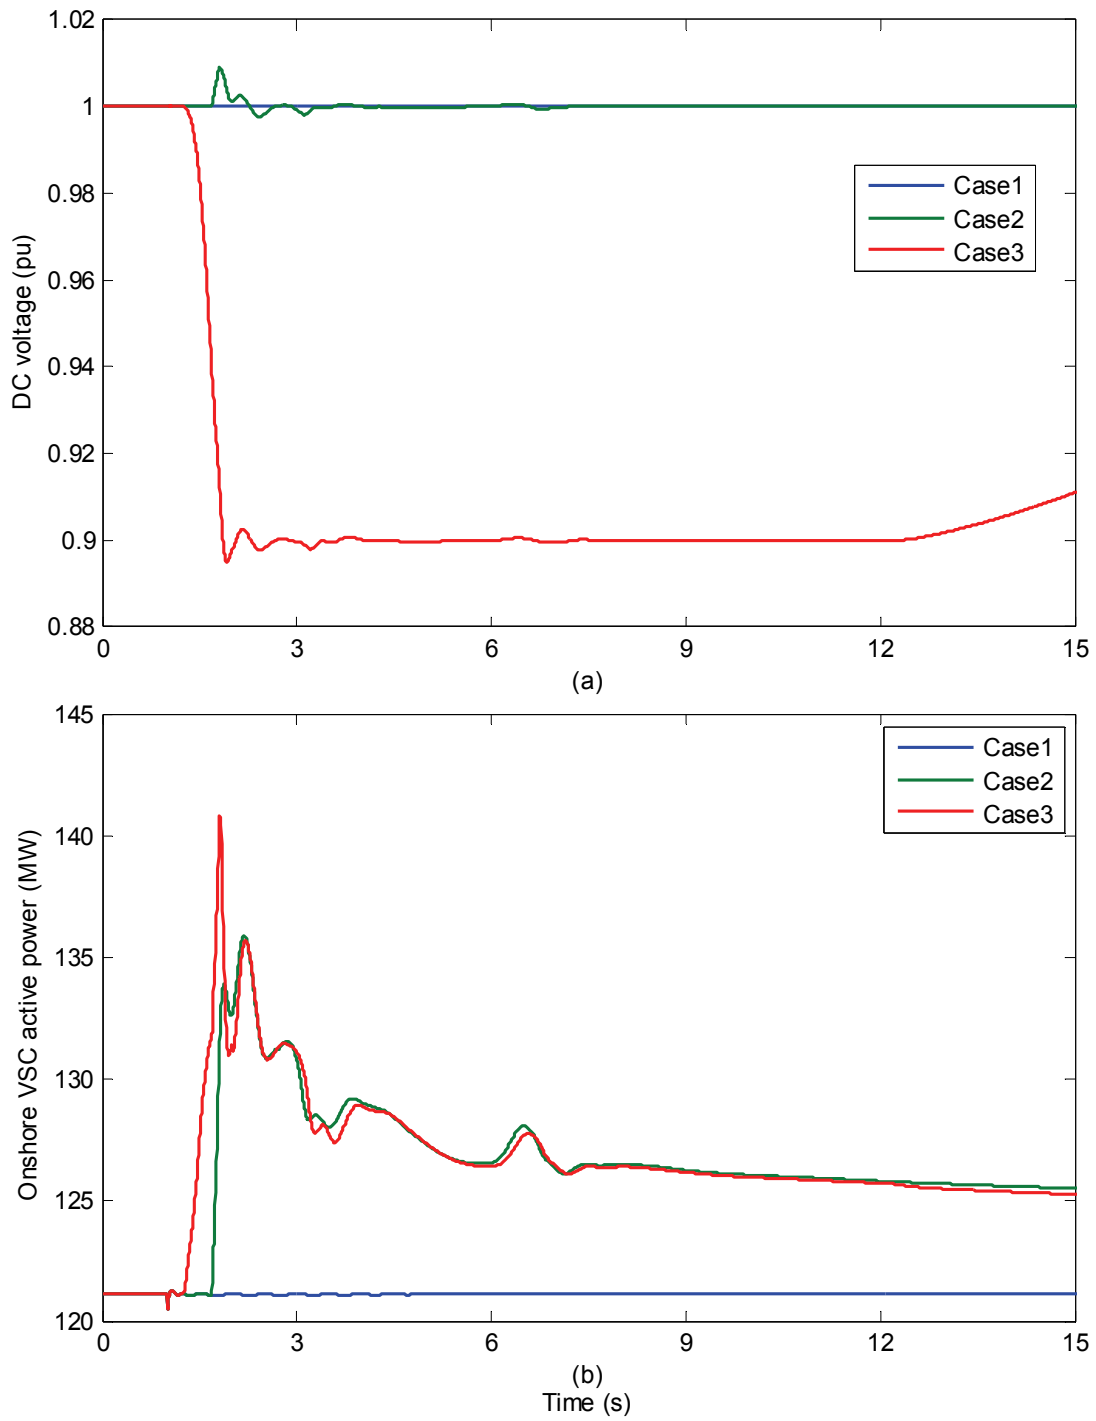 1.02
1
0.98
0.96
0.94
0.92
0.9
0.88
DC voltage (pu)
Case1
Case2
Case3
0 3 6 9 12 15
(a)
145
140
135
130
125
120
Onshore VSC active power (MW)
Case1
Case2
Case3
0 3 6 9 12 15
(b)
Time (s)